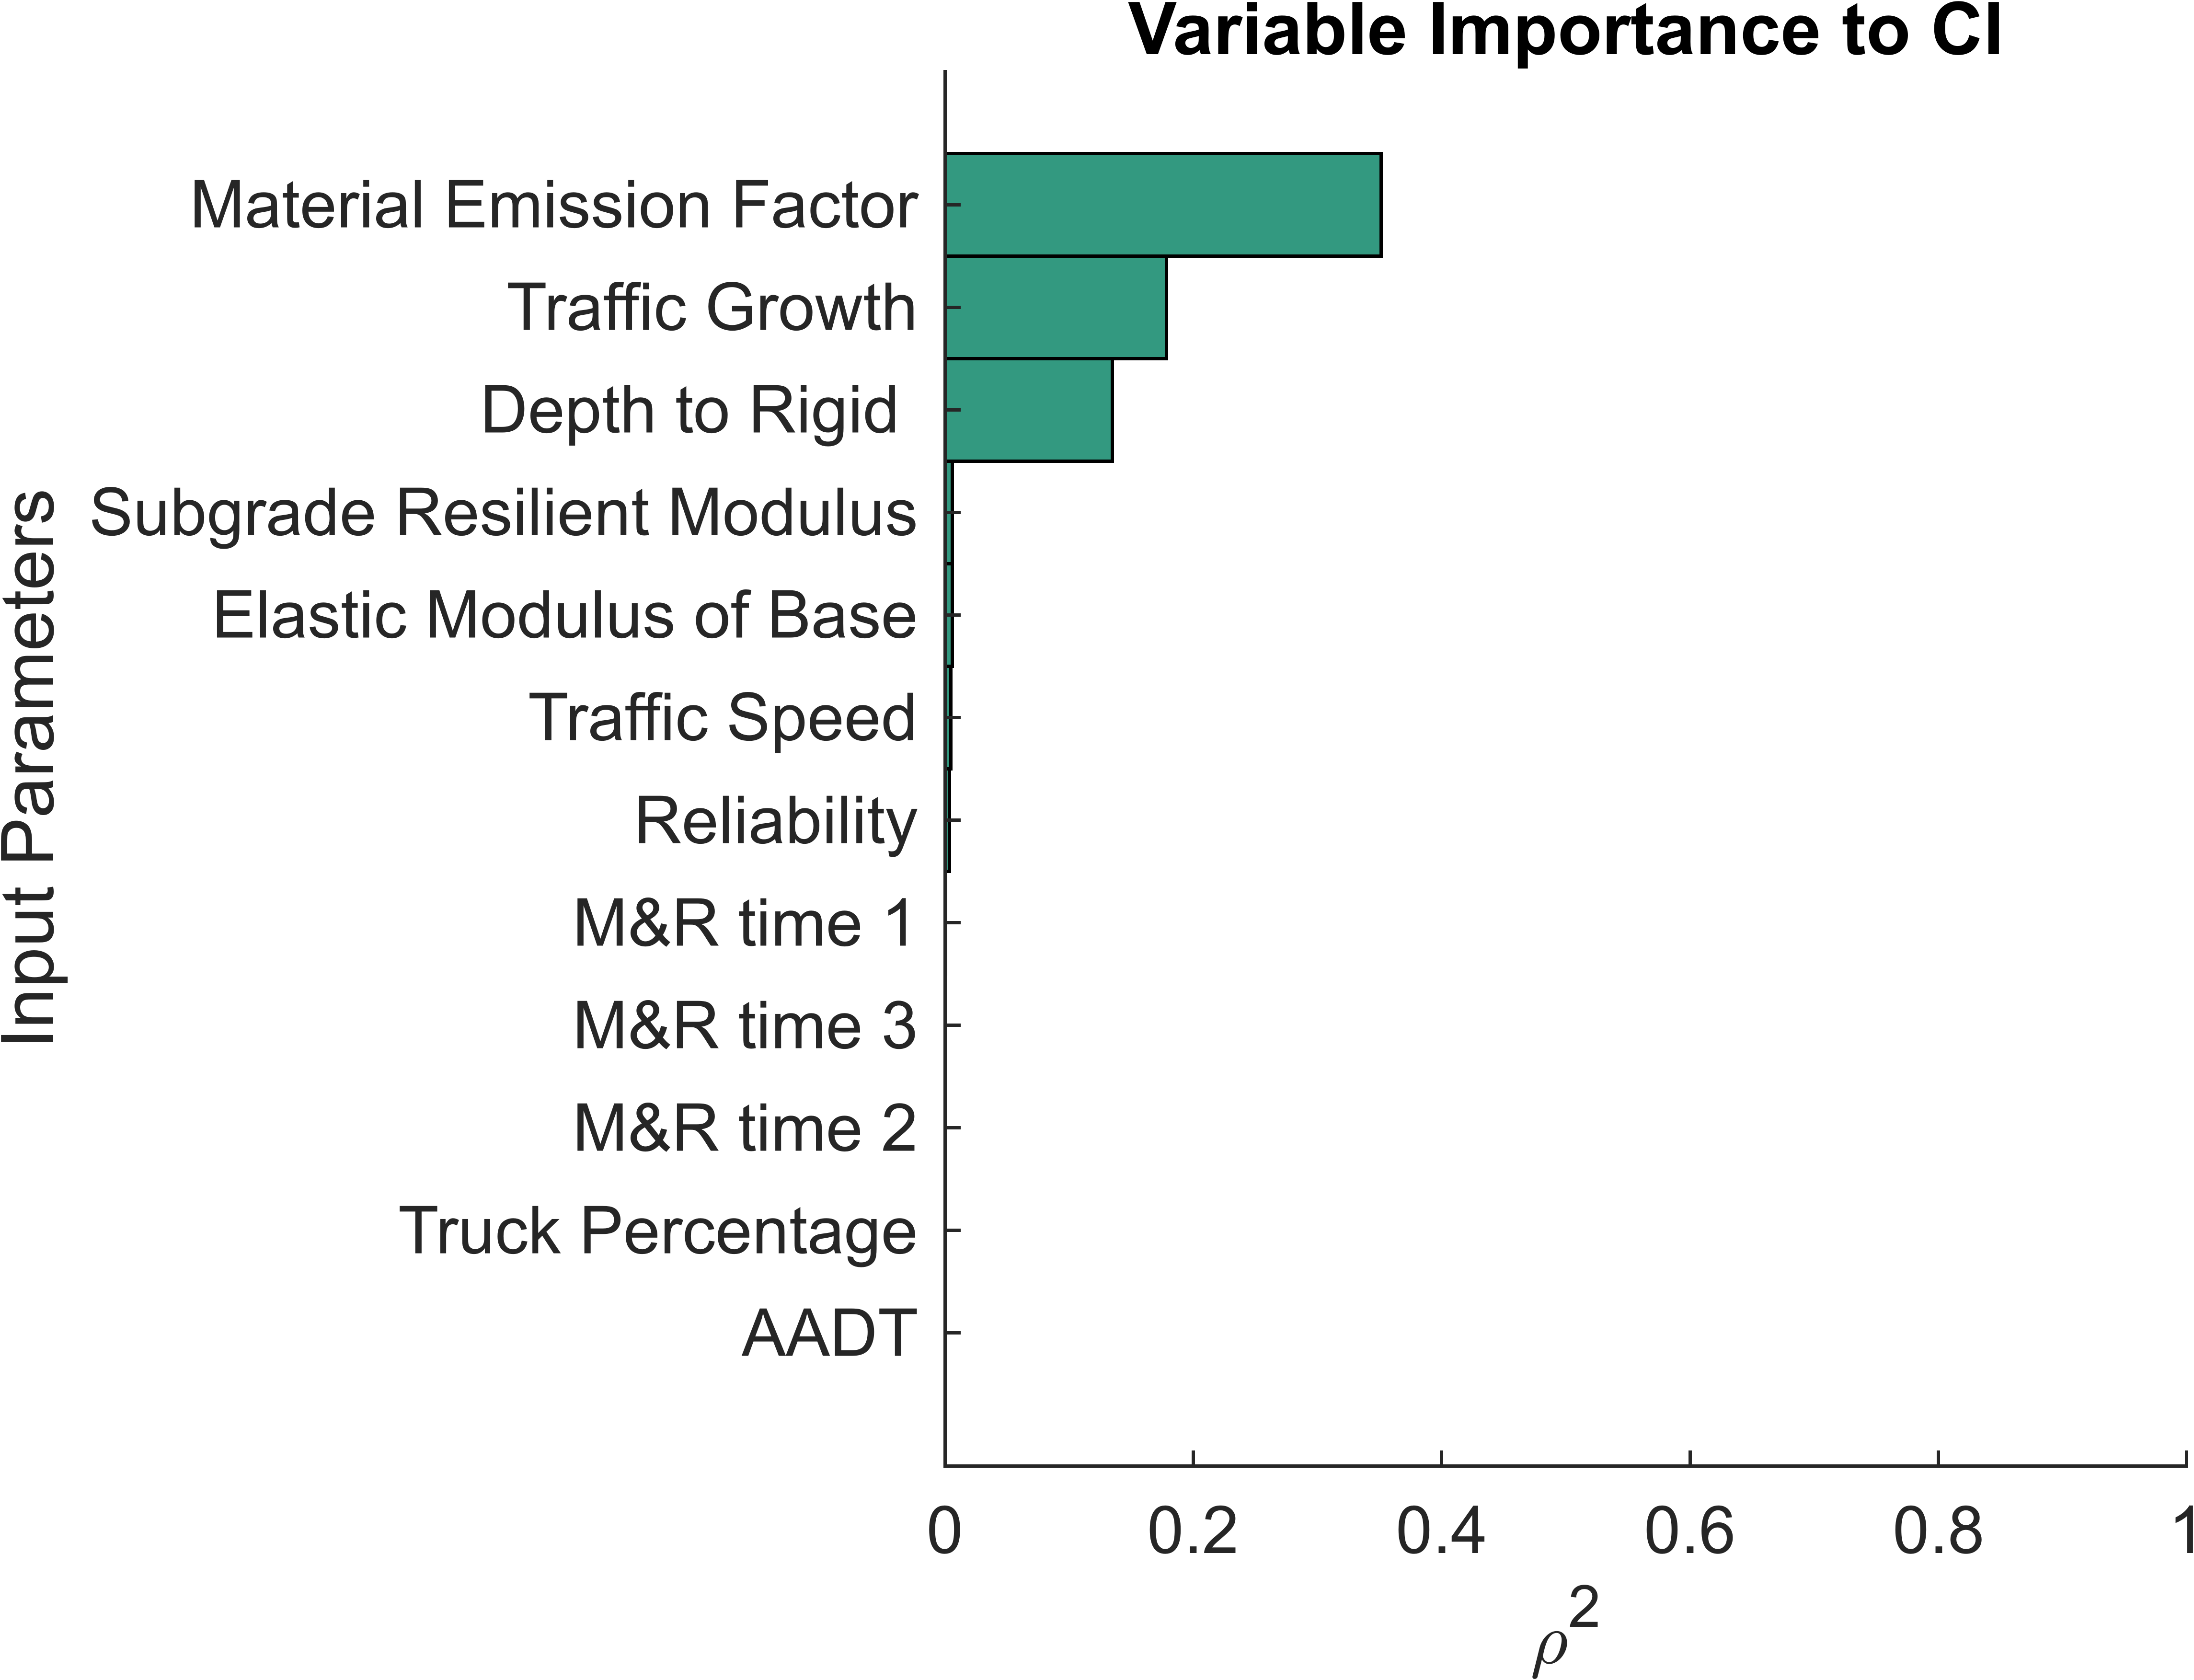 Variable Importance to CI
Material Emission Factor
Traffic Growth
Depth to Rigid
Subgrade Resilient Modulus
Elastic Modulus of Base
Traffic Speed
Reliability
M&R time 1
M&R time 3
M&R time 2
Truck Percentage
AADT
Input Parameters
0 0.2 0.4 0.6 0.8 1
ρ²